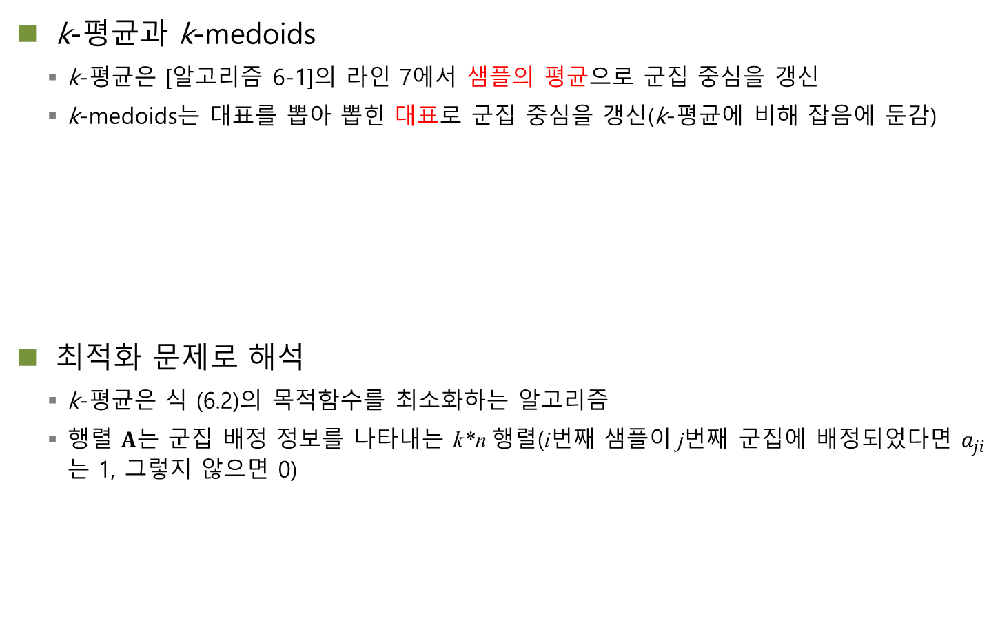 k-평균과 k-medoids
k-평균은 [알고리즘 6-1]의 라인 7에서 샘플의 평균으로 군집 중심을 갱신
k-medoids는 대표를 뽑아 뽑힌 대표로 군집 중심을 갱신(k-평균에 비해 잡음에 둔감)
최적화 문제로 해석
k-평균은 식 (6.2)의 목적함수를 최소화하는 알고리즘
행렬 A는 군집 배정 정보를 나타내는 k*n 행렬(i번째 샘플이 j번째 군집에 배정되었다면 aji
는 1, 그렇지 않으면 0)